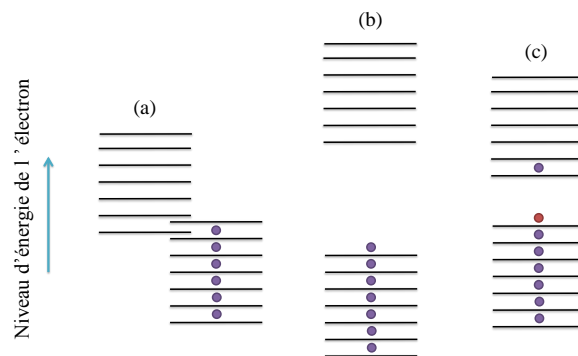 (b)
(c)
(a)
Niveau d’énergie de l ’ électron